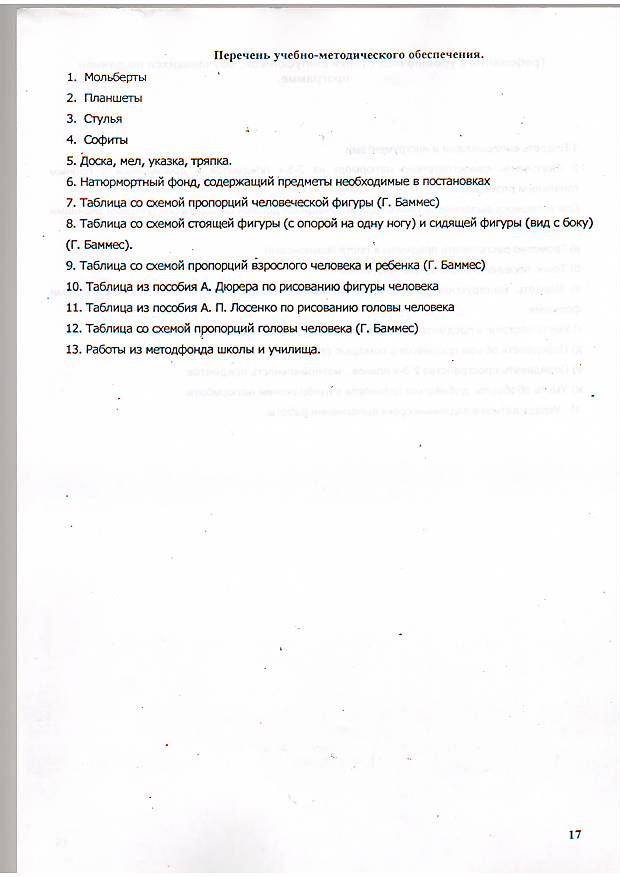 Перечень учебно-методического обеспечения.
1. Мольберты
2. Планшеты
3. Стулья
4. Софиты
5. Доска, мел, указка, тряпка.
6. Натюрмортный фонд, содержащий предметы необходимые в постановках
7. Таблица со схемой пропорций человеческой фигуры (Г. Баммес)
8. Таблица со схемой стоящей фигуры (с опорой на одну ногу) и сидящей фигуры (вид с боку)
(Г. Баммес).
9. Таблица со схемой пропорций взрослого человека и ребенка (Г. Баммес)
10. Таблица из пособия А. Дюрера по рисованию фигуры человека
11. Таблица из пособия А. П. Лосенко по рисованию головы человека
12. Таблица со схемой пропорций головы человека (Г. Баммес)
13. Работы из методфонда школы и училища.
17